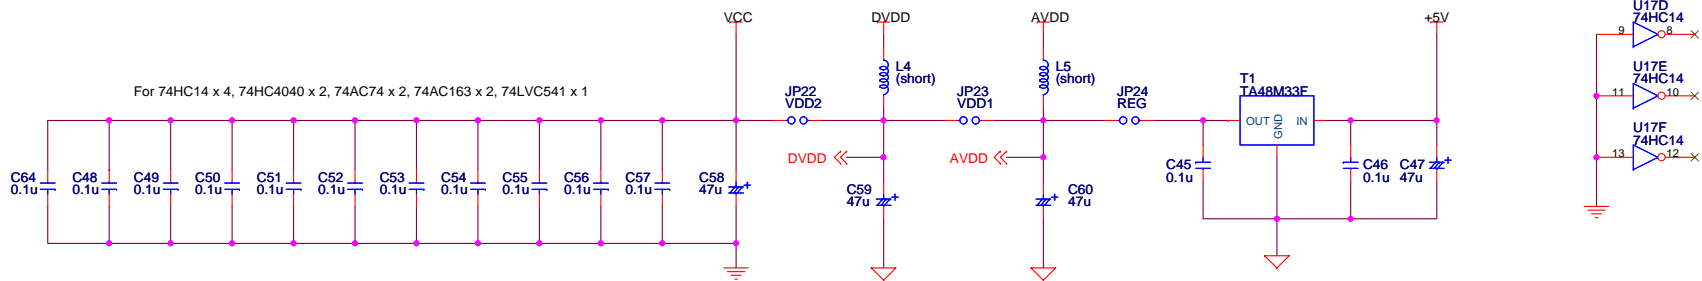 VCC
DVDD
AVDD
+5V
U17D
74HC14
9
8
L4
(short)
L5
(short)
For 74HC14 x 4, 74HC4040 x 2, 74AC74 x 2, 74AC163 x 2, 74LVC541 x 1
JP22
VDD2
JP23
VDD1
JP24
REG
T1
TA48M33F
U17E
74HC14
11
10
OUT
GND
IN
U17F
74HC14
13
12
DVDD
AVDD
C64
0.1u
C48
0.1u
C49
0.1u
C50
0.1u
C51
0.1u
C52
0.1u
C53
0.1u
C54
0.1u
C55
0.1u
C56
0.1u
C57
0.1u
C58
47u
+
C59
47u
+
C60
47u
+
C45
0.1u
C46
0.1u
C47
47u
+